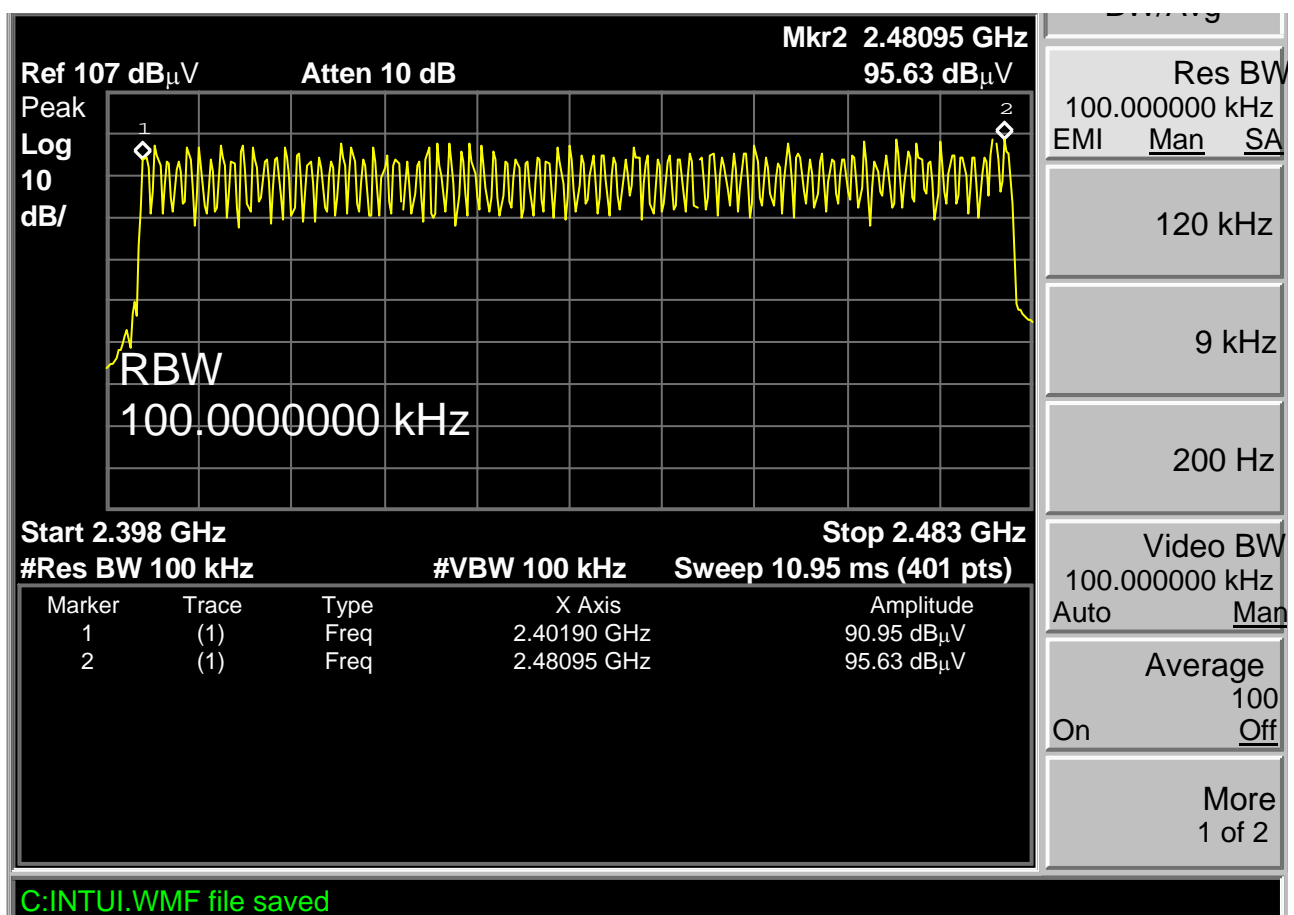 BW/Avg
Mkr2 2.48095 GHz
Ref 107 dBμV Atten 10 dB 95.63 dBμV
Peak
Log
10
dB/
1
2
RBW
100.0000000 kHz
Start 2.398 GHz Stop 2.483 GHz
#Res BW 100 kHz #VBW 100 kHz Sweep 10.95 ms (401 pts)
Marker Trace Type X Axis Amplitude
1 (1) Freq 2.40190 GHz 90.95 dBμV
2 (1) Freq 2.48095 GHz 95.63 dBμV
Res BW
100.000000 kHz
EMI Man SA
120 kHz
9 kHz
200 Hz
Video BW
100.000000 kHz
Auto Man
Average
100
On Off
More
1 of 2
C:INTUI.WMF file saved